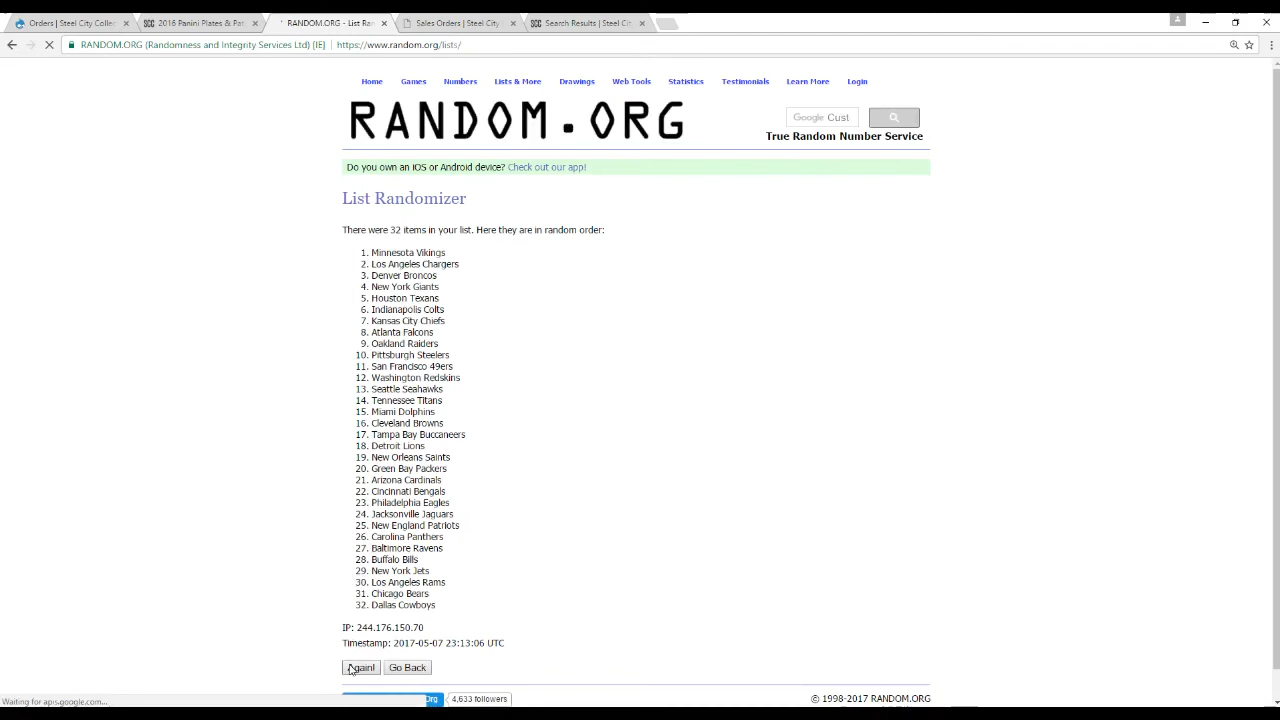 Orders | Steel City Collec
2016 Panini Plates & Pat
RANDOM.ORG - List Ran
Sales Orders | Steel City
Search Results | Steel Cit
RANDOM.ORG (Randomness and Integrity Services Ltd) [IE] | https://www.random.org/lists/
Home Games Numbers Lists & More Drawings Web Tools Statistics Testimonials Learn More Login
RANDOM.ORG
Google Cust
True Random Number Service
Do you own an iOS or Android device? Check out our app!
List Randomizer
There were 32 items in your list. Here they are in random order:
1. Minnesota Vikings
2. Los Angeles Chargers
3. Denver Broncos
4. New York Giants
5. Houston Texans
6. Indianapolis Colts
7. Kansas City Chiefs
8. Atlanta Falcons
9. Oakland Raiders
10. Pittsburgh Steelers
11. San Francisco 49ers
12. Washington Redskins
13. Seattle Seahawks
14. Tennessee Titans
15. Miami Dolphins
16. Cleveland Browns
17. Tampa Bay Buccaneers
18. Detroit Lions
19. New Orleans Saints
20. Green Bay Packers
21. Arizona Cardinals
22. Cincinnati Bengals
23. Philadelphia Eagles
24. Jacksonville Jaguars
25. New England Patriots
26. Carolina Panthers
27. Baltimore Ravens
28. Buffalo Bills
29. New York Jets
30. Los Angeles Rams
31. Chicago Bears
32. Dallas Cowboys
IP: 244.176.150.70
Timestamp: 2017-05-07 23:13:06 UTC
Again! Go Back
Waiting for apis.google.com...
Org 4,633 followers
© 1998-2017 RANDOM.ORG